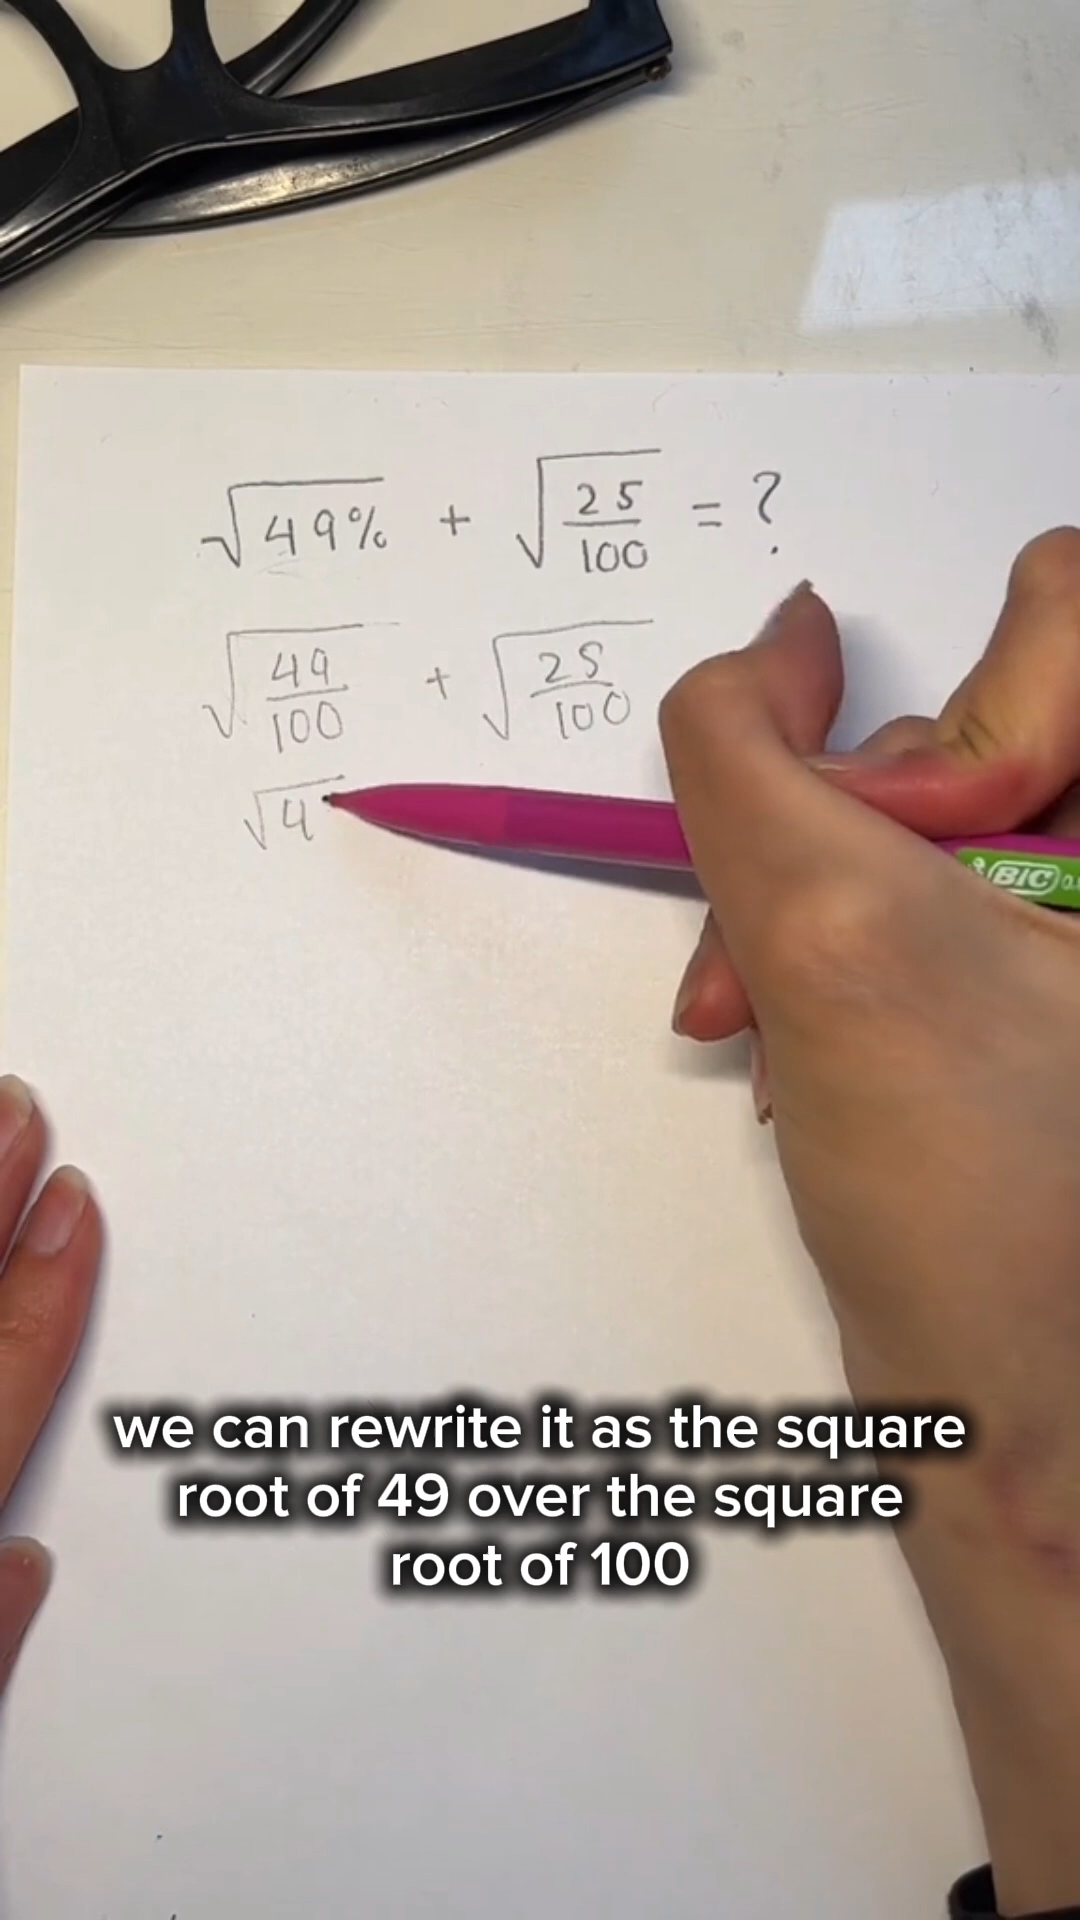 √49% + √25/100 = ?
√49/100 + √25/100
√4
BIC
we can rewrite it as the square
root of 49 over the square
root of 100